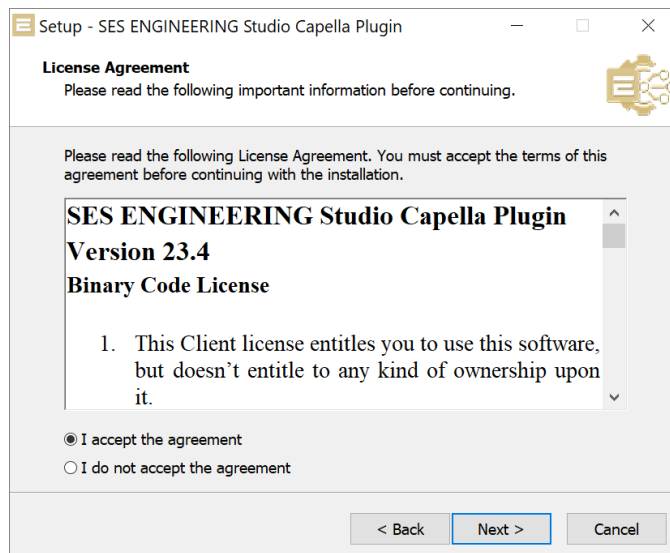 Setup - SES ENGINEERING Studio Capella Plugin
License Agreement
Please read the following important information before continuing.
Please read the following License Agreement. You must accept the terms of this
agreement before continuing with the installation.
SES ENGINEERING Studio Capella Plugin
Version 23.4
Binary Code License
1. This Client license entitles you to use this software,
but doesn’t entitle to any kind of ownership upon
it.
I accept the agreement
I do not accept the agreement
< Back Next > Cancel